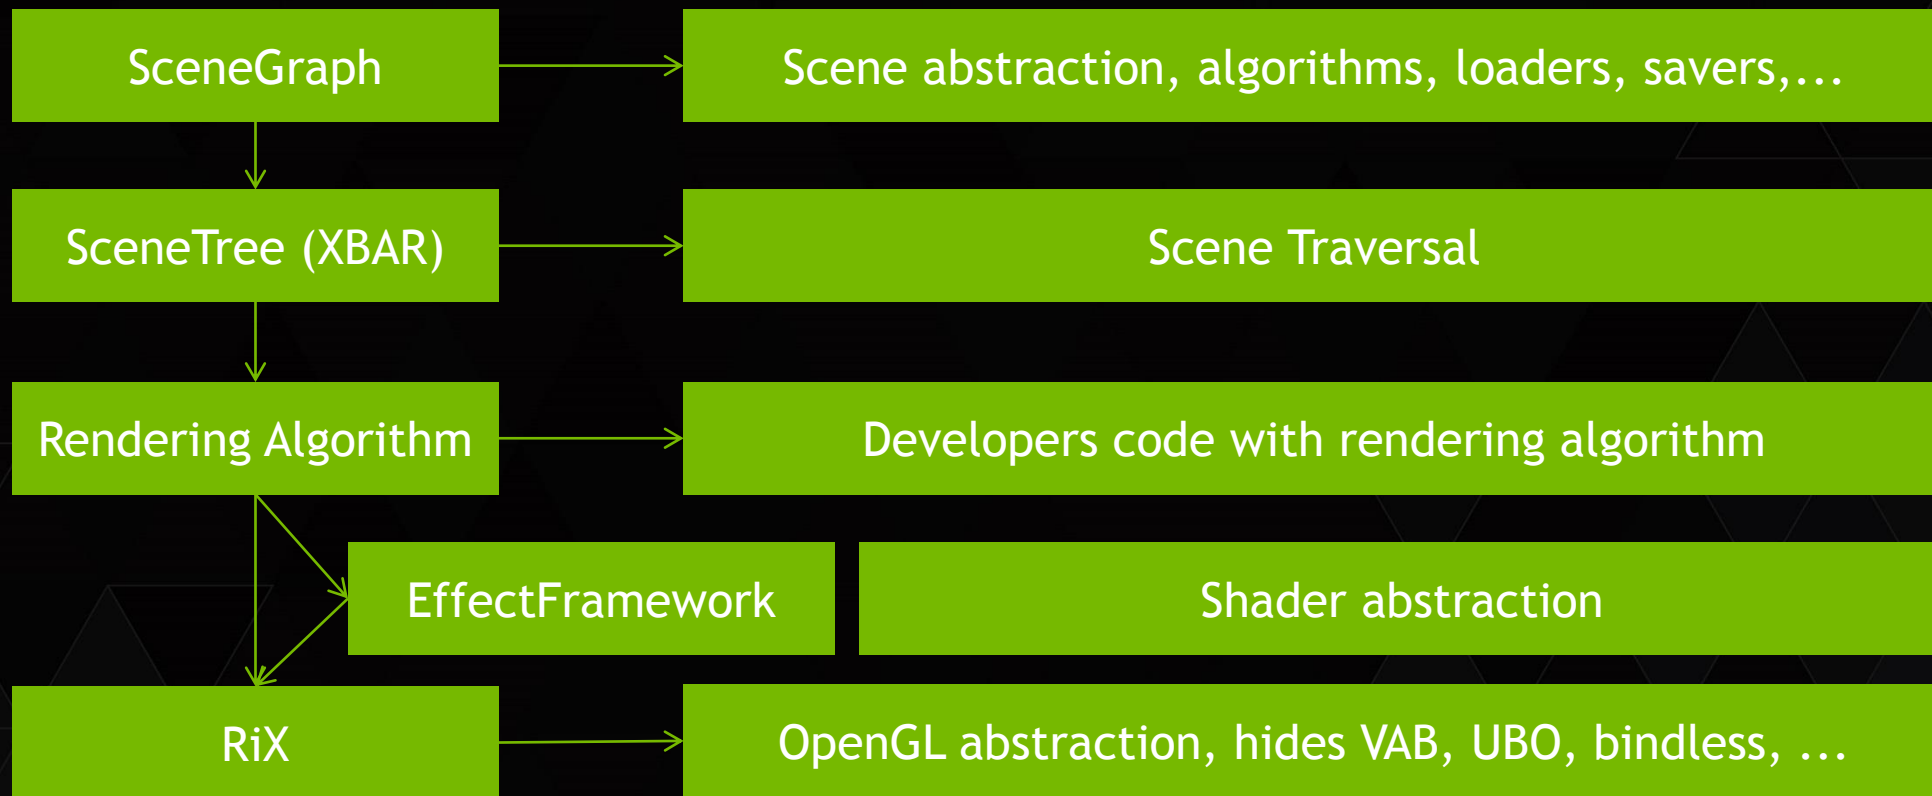 SceneGraph
Scene abstraction, algorithms, loaders, savers,...
SceneTree (XBAR)
Scene Traversal
Rendering Algorithm
Developers code with rendering algorithm
EffectFramework
Shader abstraction
RiX
OpenGL abstraction, hides VAB, UBO, bindless, ...